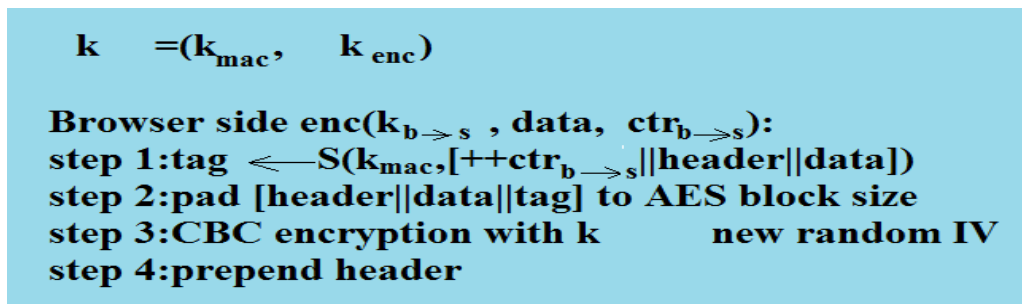 k =(kmac, k enc)
Browser side enc(kb→s , data, ctrb→s):
step 1:tag ←S(kmac,[++ctrb→s||header||data])
step 2:pad [header||data||tag] to AES block size
step 3:CBC encryption with k new random IV
step 4:prepend header